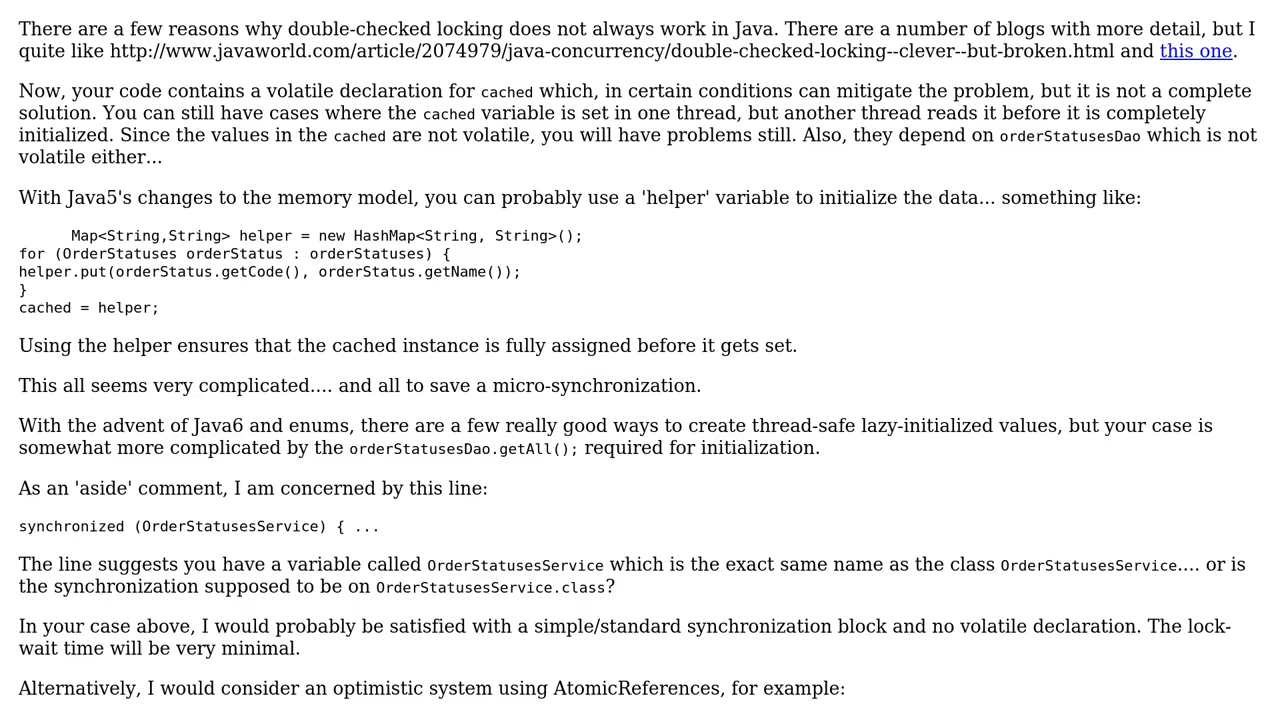 There are a few reasons why double-checked locking does not always work in Java. There are a number of blogs with more detail, but I
quite like http://www.javaworld.com/article/2074979/java-concurrency/double-checked-locking--clever--but-broken.html and this one.
Now, your code contains a volatile declaration for cached which, in certain conditions can mitigate the problem, but it is not a complete
solution. You can still have cases where the cached variable is set in one thread, but another thread reads it before it is completely
initialized. Since the values in the cached are not volatile, you will have problems still. Also, they depend on orderStatusesDao which is not
volatile either...
With Java5's changes to the memory model, you can probably use a 'helper' variable to initialize the data... something like:
Map<String,String> helper = new HashMap<String, String>();
for (OrderStatuses orderStatus : orderStatuses) {
helper.put(orderStatus.getCode(), orderStatus.getName());
}
cached = helper;
Using the helper ensures that the cached instance is fully assigned before it gets set.
This all seems very complicated.... and all to save a micro-synchronization.
With the advent of Java6 and enums, there are a few really good ways to create thread-safe lazy-initialized values, but your case is
somewhat more complicated by the orderStatusesDao.getAll(); required for initialization.
As an 'aside' comment, I am concerned by this line:
synchronized (OrderStatusesService) { ...
The line suggests you have a variable called OrderStatusesService which is the exact same name as the class OrderStatusesService.... or is
the synchronization supposed to be on OrderStatusesService.class?
In your case above, I would probably be satisfied with a simple/standard synchronization block and no volatile declaration. The lock-
wait time will be very minimal.
Alternatively, I would consider an optimistic system using AtomicReferences, for example: